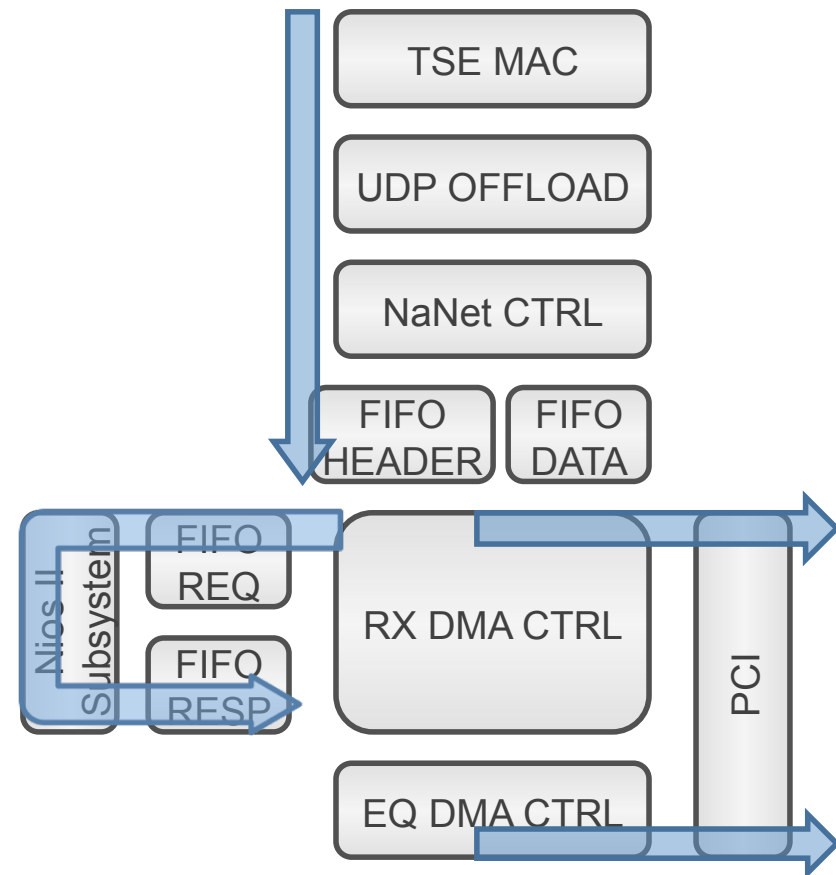 TSE MAC
UDP OFFLOAD
NaNet CTRL
FIFO
HEADER
FIFO
DATA
Nios II
Subsystem
FIFO
REQ
FIFO
RESP
RX DMA CTRL
PCI
EQ DMA CTRL